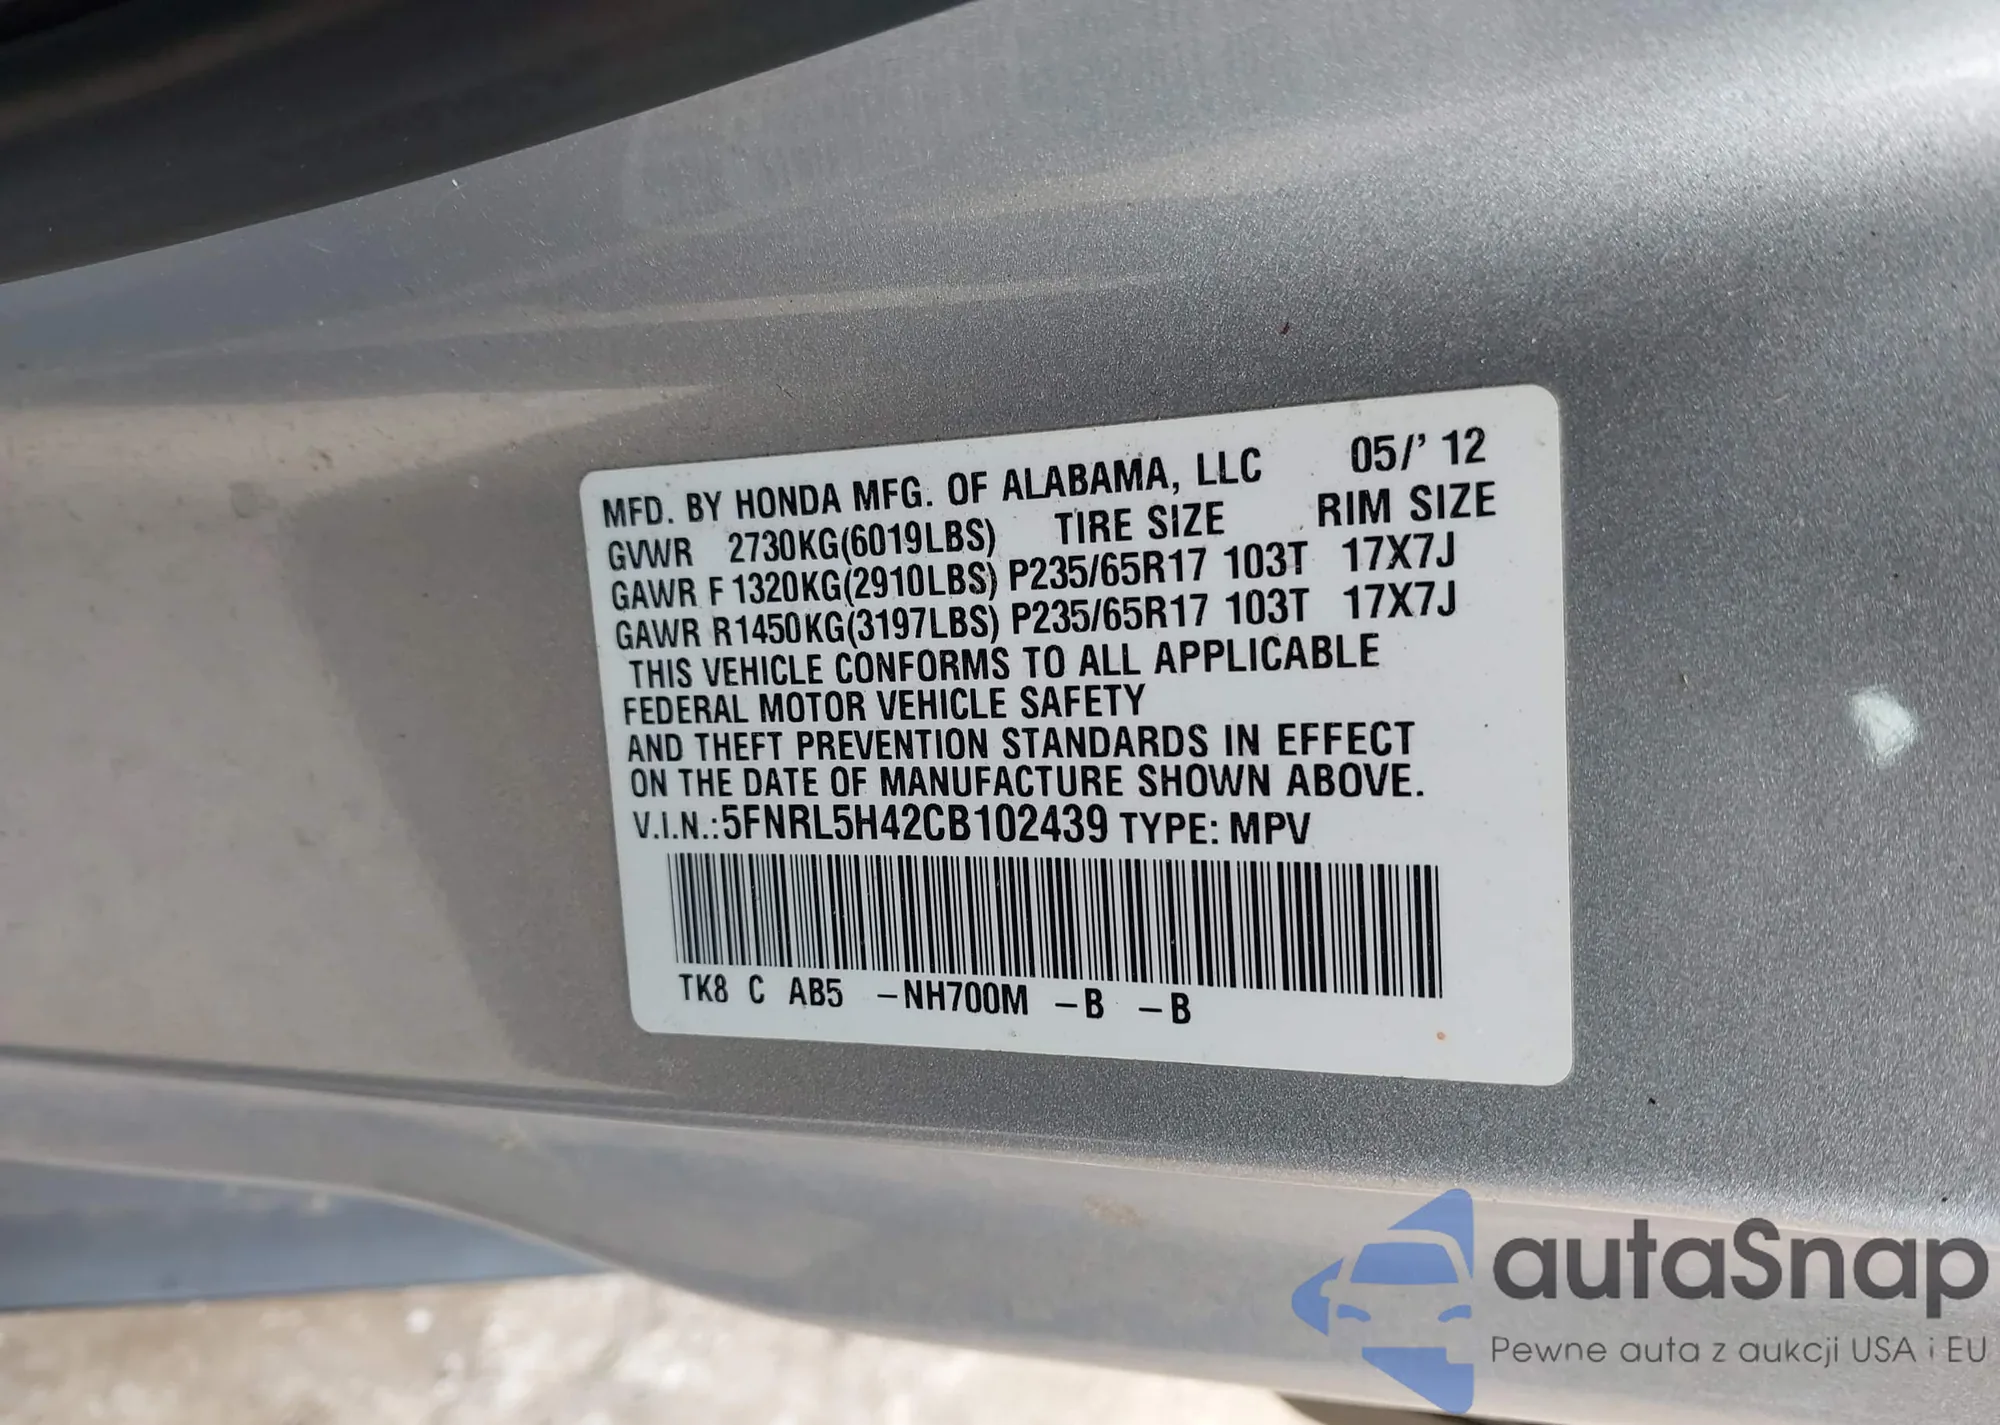 MFD. BY HONDA MFG. OF ALABAMA, LLC 05/' 12
GVWR 2730KG(6019LBS) TIRE SIZE RIM SIZE
GAWR F 1320KG(2910LBS) P235/65R17 103T 17X7J
GAWR R1450KG(3197LBS) P235/65R17 103T 17X7J
THIS VEHICLE CONFORMS TO ALL APPLICABLE
FEDERAL MOTOR VEHICLE SAFETY
AND THEFT PREVENTION STANDARDS IN EFFECT
ON THE DATE OF MANUFACTURE SHOWN ABOVE.
V.I.N.:5FNRL5H42CB102439 TYPE: MPV
TK8 C AB5 -NH700M -B -B
autaSnap
Pewne auta z aukcji USA i EU